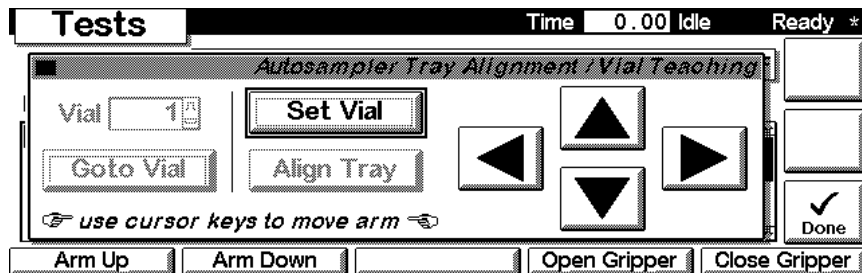 Tests Time 0.00 Idle Ready *
Autosampler Tray Alignment / Vial Teaching
Vial 1 Set Vial
Goto Vial Align Tray
use cursor keys to move arm
Done
Arm Up Arm Down Open Gripper Close Gripper